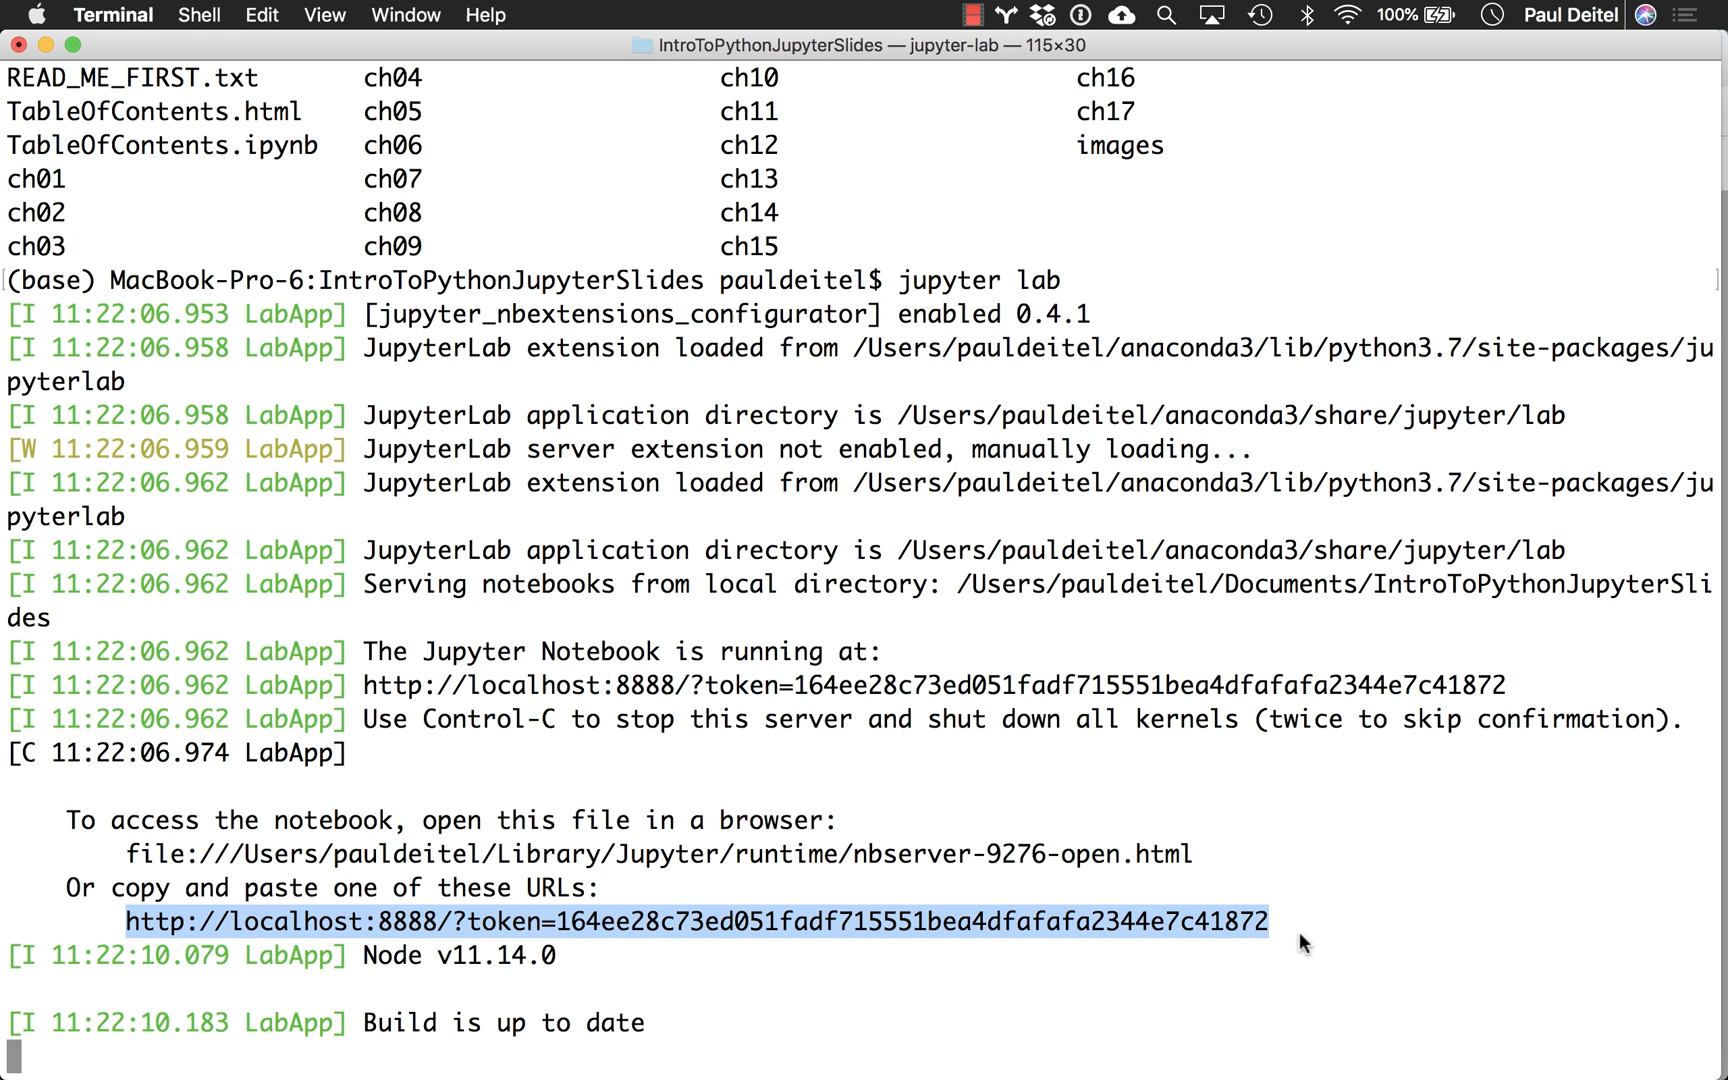 Terminal Shell Edit View Window Help 100% Paul Deitel
IntroToPythonJupyterSlides — jupyter-lab — 115×30
READ_ME_FIRST.txt ch04 ch10 ch16
TableOfContents.html ch05 ch11 ch17
TableOfContents.ipynb ch06 ch12 images
ch01 ch07 ch13
ch02 ch08 ch14
ch03 ch09 ch15
(base) MacBook-Pro-6:IntroToPythonJupyterSlides pauldeitel$ jupyter lab
[I 11:22:06.953 LabApp] [jupyter_nbextensions_configurator] enabled 0.4.1
[I 11:22:06.958 LabApp] JupyterLab extension loaded from /Users/pauldeitel/anaconda3/lib/python3.7/site-packages/ju
pyterlab
[I 11:22:06.958 LabApp] JupyterLab application directory is /Users/pauldeitel/anaconda3/share/jupyter/lab
[W 11:22:06.959 LabApp] JupyterLab server extension not enabled, manually loading...
[I 11:22:06.962 LabApp] JupyterLab extension loaded from /Users/pauldeitel/anaconda3/lib/python3.7/site-packages/ju
pyterlab
[I 11:22:06.962 LabApp] JupyterLab application directory is /Users/pauldeitel/anaconda3/share/jupyter/lab
[I 11:22:06.962 LabApp] Serving notebooks from local directory: /Users/pauldeitel/Documents/IntroToPythonJupyterSli
des
[I 11:22:06.962 LabApp] The Jupyter Notebook is running at:
[I 11:22:06.962 LabApp] http://localhost:8888/?token=164ee28c73ed051fadf715551bea4dfafafa2344e7c41872
[I 11:22:06.962 LabApp] Use Control-C to stop this server and shut down all kernels (twice to skip confirmation).
[C 11:22:06.974 LabApp]
To access the notebook, open this file in a browser:
file:///Users/pauldeitel/Library/Jupyter/runtime/nbserver-9276-open.html
Or copy and paste one of these URLs:
http://localhost:8888/?token=164ee28c73ed051fadf715551bea4dfafafa2344e7c41872
[I 11:22:10.079 LabApp] Node v11.14.0
[I 11:22:10.183 LabApp] Build is up to date